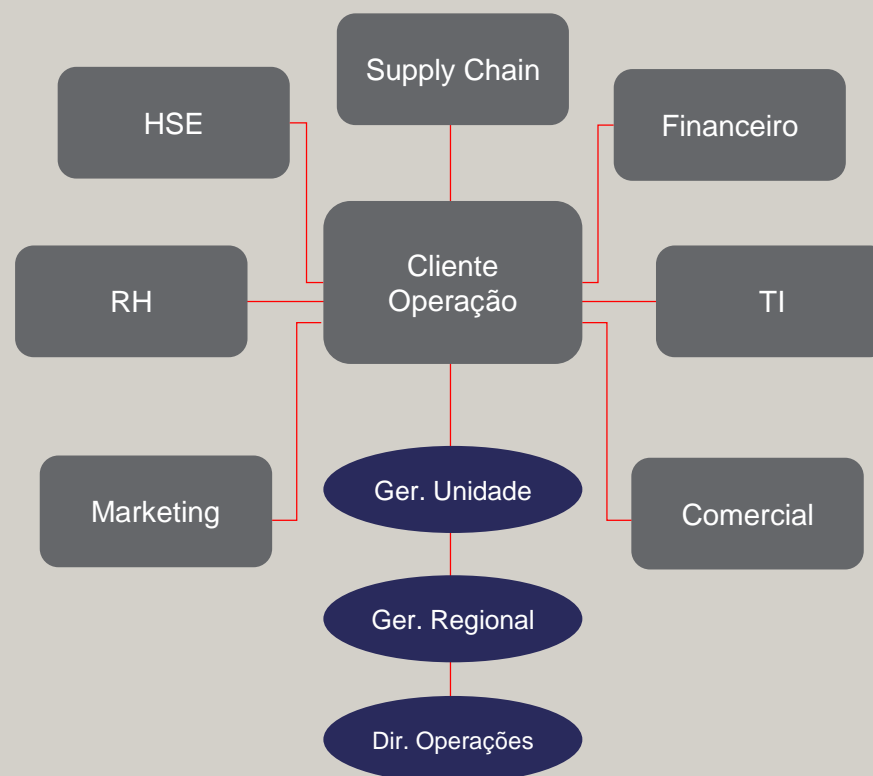 Supply Chain
HSE
Financeiro
Cliente
Operação
RH
TI
Ger. Unidade
Marketing
Comercial
Ger. Regional
Dir. Operações